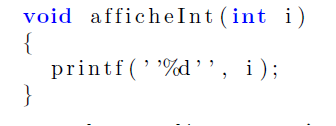 void afficheInt(int i)
{
printf(''%d'', i);
}